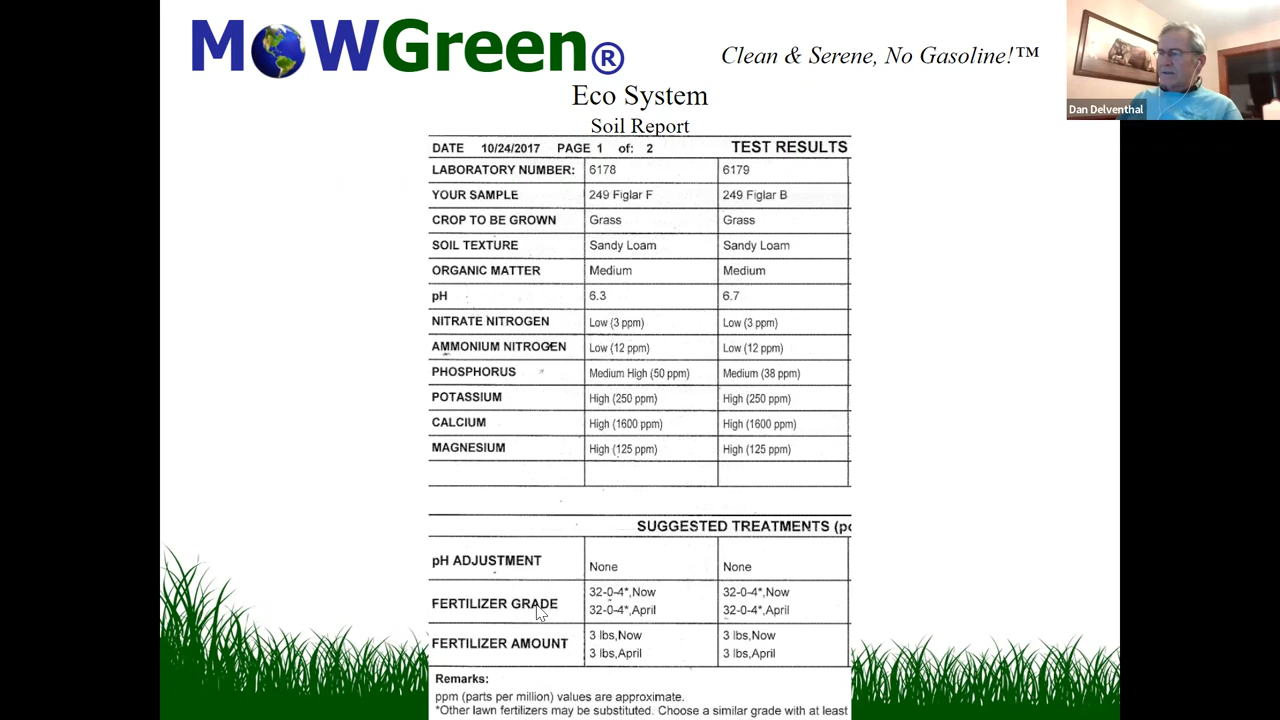 MOWGreen®
Clean & Serene, No Gasoline!™
Dan Delventhal
Eco System
Soil Report
DATE 10/24/2017 PAGE 1 of: 2 TEST RESULTS
LABORATORY NUMBER: 6178 6179
YOUR SAMPLE 249 Figlar F 249 Figlar B
CROP TO BE GROWN Grass Grass
SOIL TEXTURE Sandy Loam Sandy Loam
ORGANIC MATTER Medium Medium
pH 6.3 6.7
NITRATE NITROGEN Low (3 ppm) Low (3 ppm)
AMMONIUM NITROGEN Low (12 ppm) Low (12 ppm)
PHOSPHORUS Medium High (50 ppm) Medium (38 ppm)
POTASSIUM High (250 ppm) High (250 ppm)
CALCIUM High (1600 ppm) High (1600 ppm)
MAGNESIUM High (125 ppm) High (125 ppm)
SUGGESTED TREATMENTS (po
pH ADJUSTMENT None None
FERTILIZER GRADE 32-0-4*,Now 32-0-4*,Now
32-0-4*,April 32-0-4*,April
FERTILIZER AMOUNT 3 lbs,Now 3 lbs,Now
3 lbs,April 3 lbs,April
Remarks:
ppm (parts per million) values are approximate.
*Other lawn fertilizers may be substituted. Choose a similar grade with at least